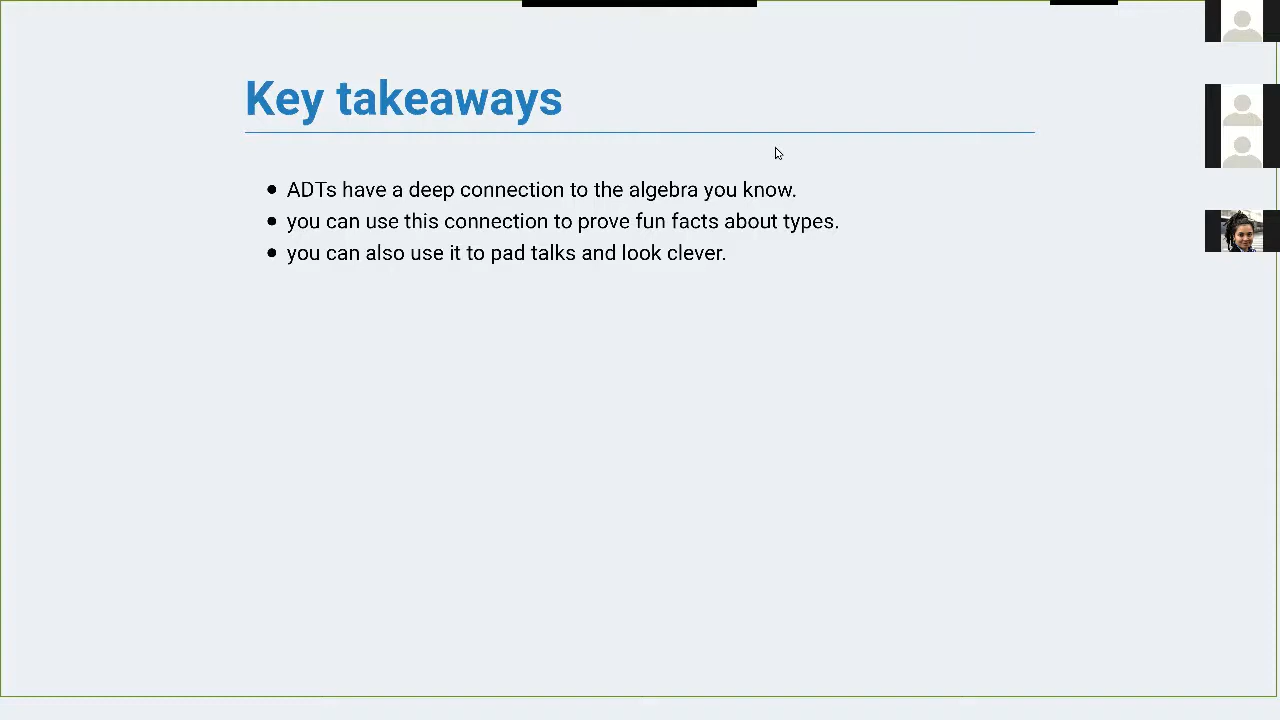 Key takeaways
ADTs have a deep connection to the algebra you know.
you can use this connection to prove fun facts about types.
you can also use it to pad talks and look clever.